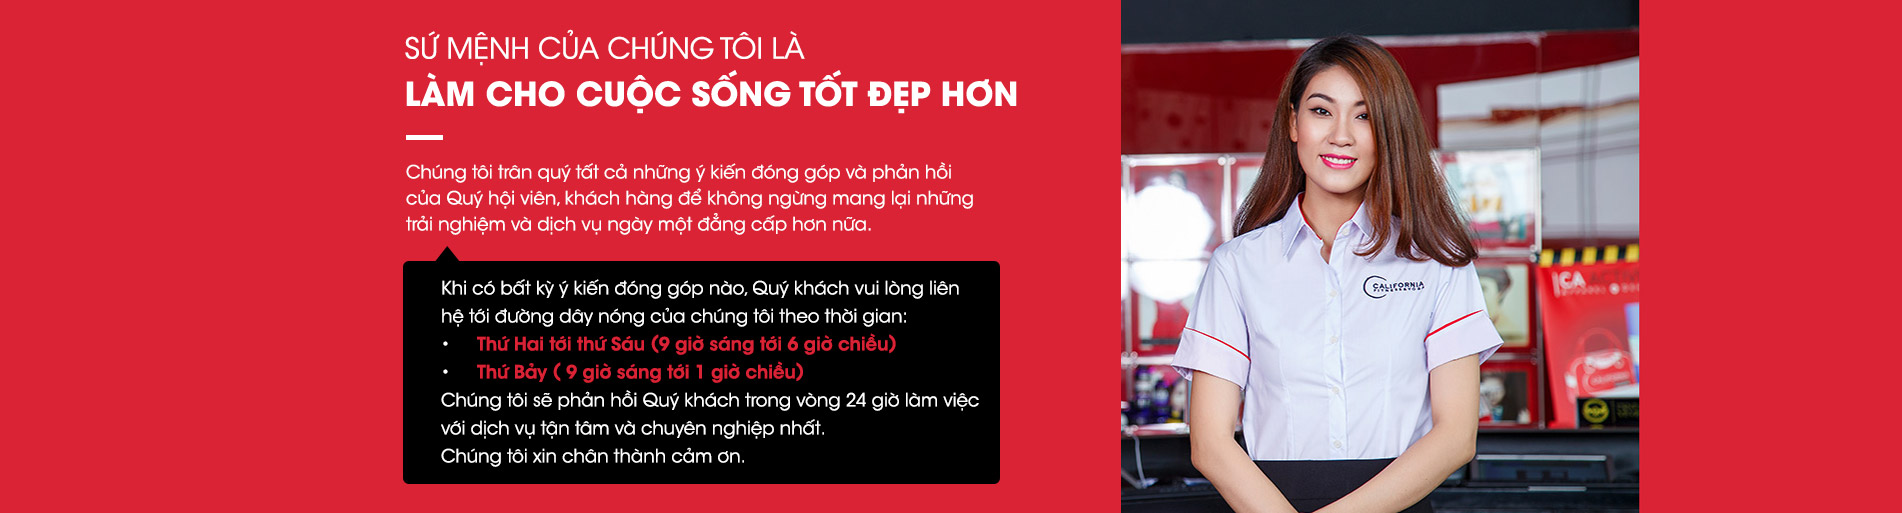 SỨ MỆNH CỦA CHÚNG TÔI LÀ
LÀM CHO CUỘC SỐNG TỐT ĐẸP HƠN
Chúng tôi trân quý tất cả những ý kiến đóng góp và phản hồi
của Quý hội viên, khách hàng để không ngừng mang lại những
trải nghiệm và dịch vụ ngày một đẳng cấp hơn nữa.
Khi có bất kỳ ý kiến đóng góp nào, Quý khách vui lòng liên
hệ tới đường dây nóng của chúng tôi theo thời gian:
• Thứ Hai tới thứ Sáu (9 giờ sáng tới 6 giờ chiều)
• Thứ Bảy ( 9 giờ sáng tới 1 giờ chiều)
Chúng tôi sẽ phản hồi Quý khách trong vòng 24 giờ làm việc
với dịch vụ tận tâm và chuyên nghiệp nhất.
Chúng tôi xin chân thành cảm ơn.
CALIFORNIA
CA